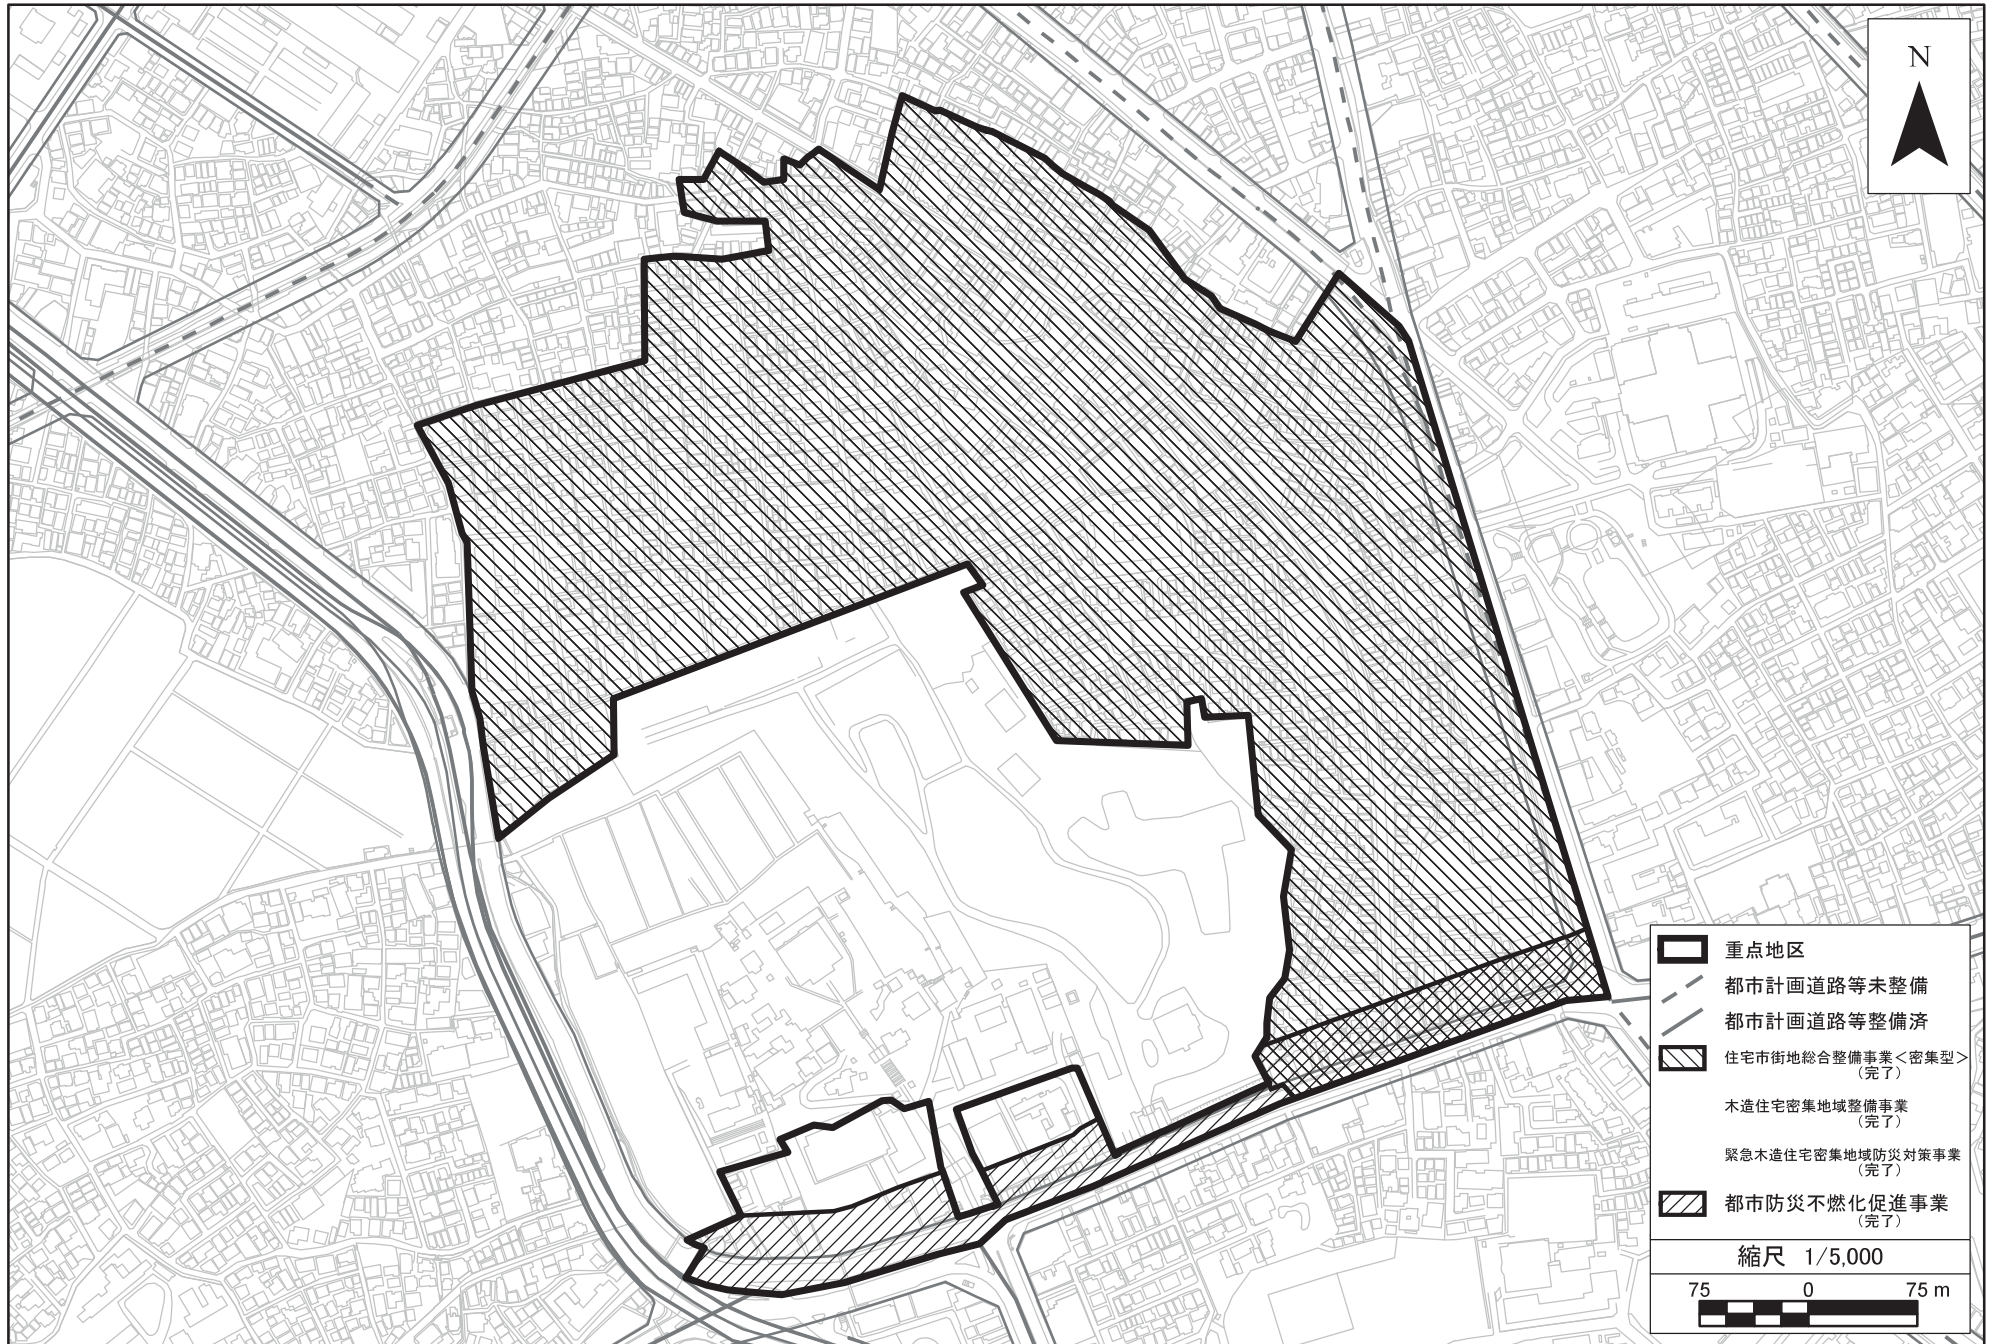 N
重点地区
都市計画道路等未整備
都市計画道路等整備済
住宅市街地総合整備事業＜密集型＞
（完了）
木造住宅密集地域整備事業
（完了）
緊急木造住宅密集地域防災対策事業
（完了）
都市防災不燃化促進事業
（完了）
縮尺 1/5,000
75 0 75 m